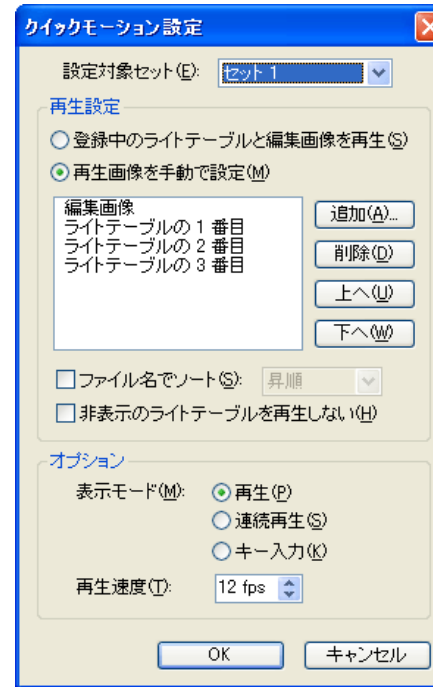 クイックモーション設定
設定対象セット(E): セット 1
再生設定
登録中のライトテーブルと編集画像を再生(S)
再生画像を手動で設定(M)
編集画像
ライトテーブルの 1 番目
ライトテーブルの 2 番目
ライトテーブルの 3 番目
追加(A)...
削除(D)
上へ(U)
下へ(W)
ファイル名でソート(S): 昇順
非表示のライトテーブルを再生しない(H)
オプション
表示モード(M): 再生(P)
連続再生(S)
キー入力(K)
再生速度(T): 12 fps
OK キャンセル